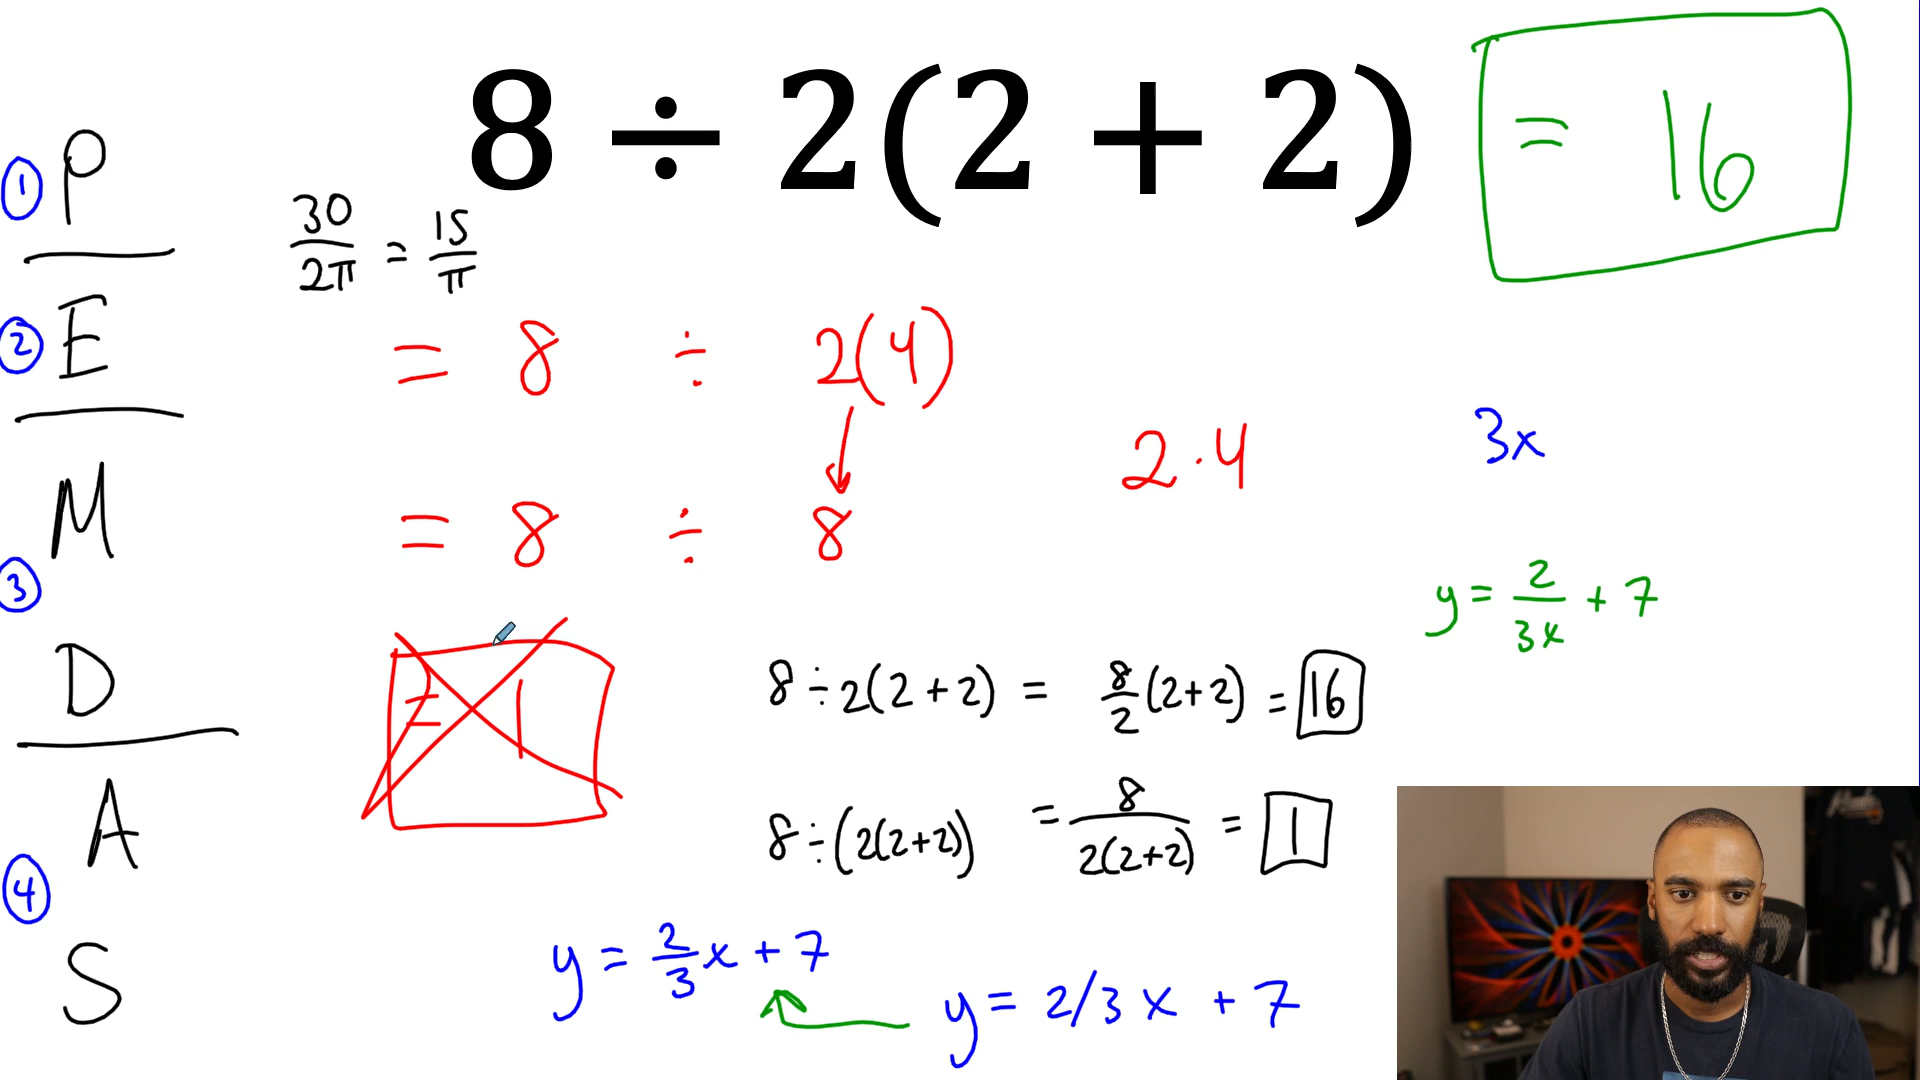 8 ÷ 2(2 + 2) = 16
① P
30/2π = 15/π
② E
= 8 ÷ 2(4)
2·4
3x
M
= 8 ÷ 8
③
y = 2/3x + 7
D
= 1
8÷2(2+2) = 8/2 (2+2) = 16
A
8÷(2(2+2)) = 8/2(2+2) = 1
④
y = 2/3 x + 7
y = 2/3 x + 7
S